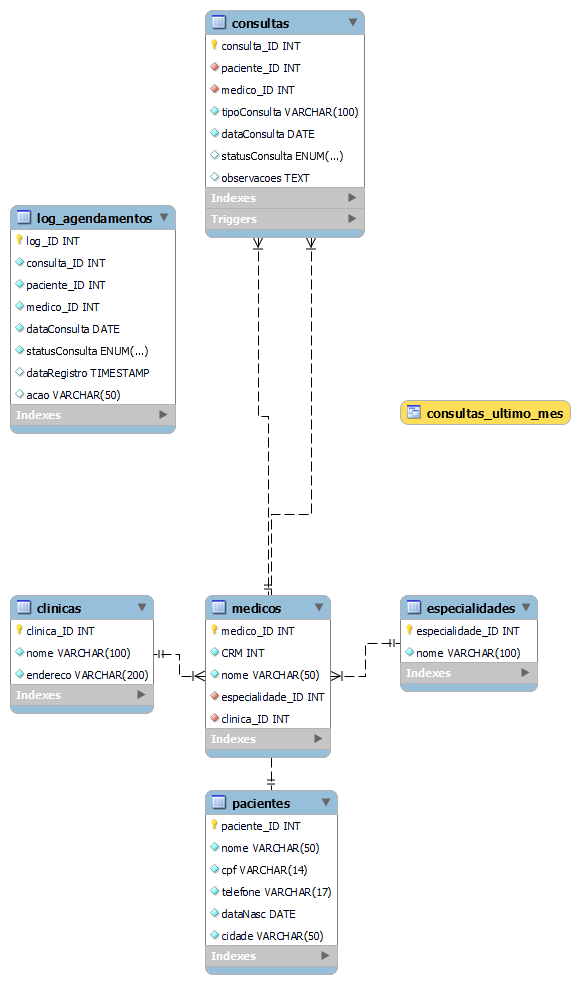 consultas
consulta_ID INT
paciente_ID INT
medico_ID INT
tipoConsulta VARCHAR(100)
dataConsulta DATE
statusConsulta ENUM(...)
observacoes TEXT
Indexes
Triggers
log_agendamentos
log_ID INT
consulta_ID INT
paciente_ID INT
medico_ID INT
dataConsulta DATE
statusConsulta ENUM(...)
dataRegistro TIMESTAMP
acao VARCHAR(50)
Indexes
consultas_ultimo_mes
clinicas
clinica_ID INT
nome VARCHAR(100)
endereco VARCHAR(200)
Indexes
medicos
medico_ID INT
CRM INT
nome VARCHAR(50)
especialidade_ID INT
clinica_ID INT
Indexes
especialidades
especialidade_ID INT
nome VARCHAR(100)
Indexes
pacientes
paciente_ID INT
nome VARCHAR(50)
cpf VARCHAR(14)
telefone VARCHAR(17)
dataNasc DATE
cidade VARCHAR(50)
Indexes